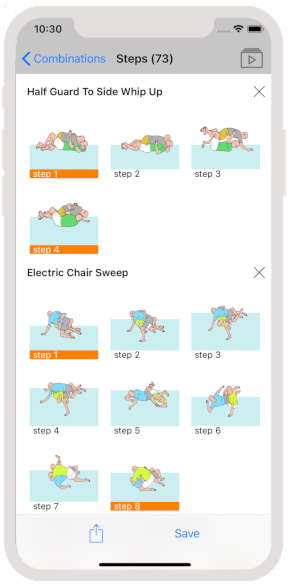 10:30
Combinations Steps (73)
Half Guard To Side Whip Up
step 1 step 2 step 3
step 4
Electric Chair Sweep
step 1 step 2 step 3
step 4 step 5 step 6
step 7 step 8
Save